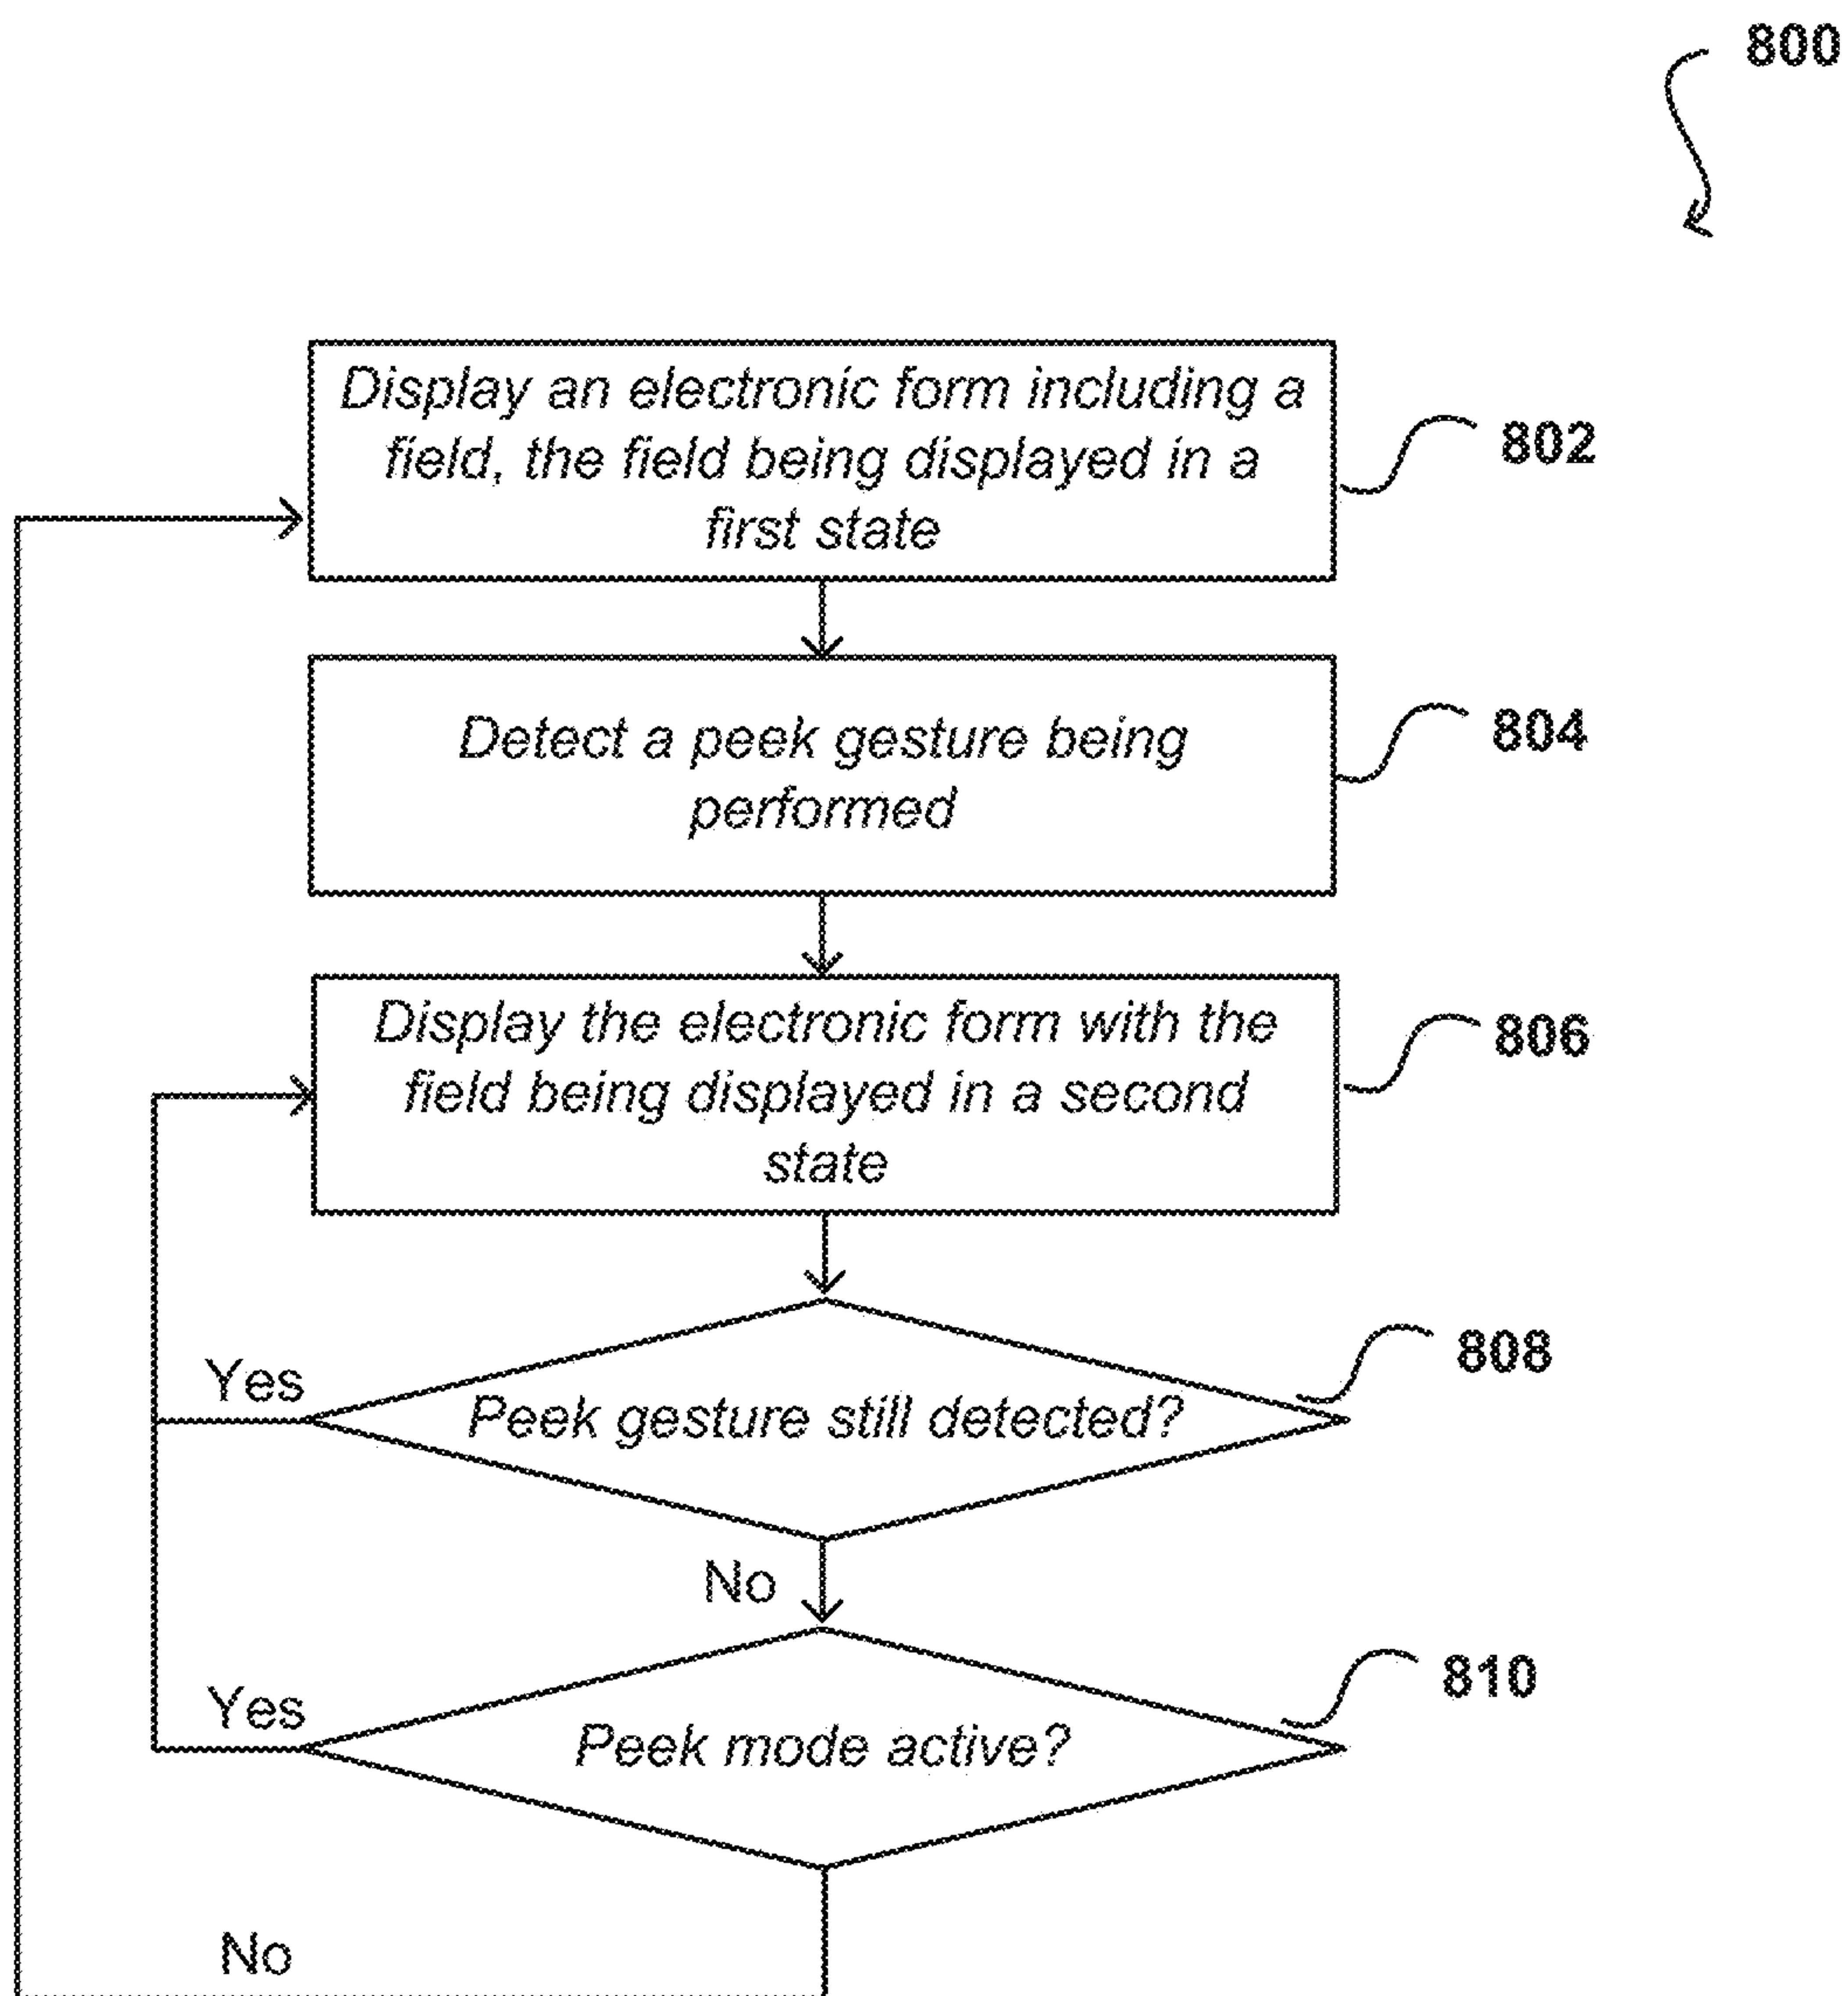 800
Display an electronic form including a
field, the field being displayed in a
first state
802
Detect a peek gesture being
performed
804
Display the electronic form with the
field being displayed in a second
state
806
Yes
Peek gesture still detected?
808
No
Yes
Peek mode active?
810
No